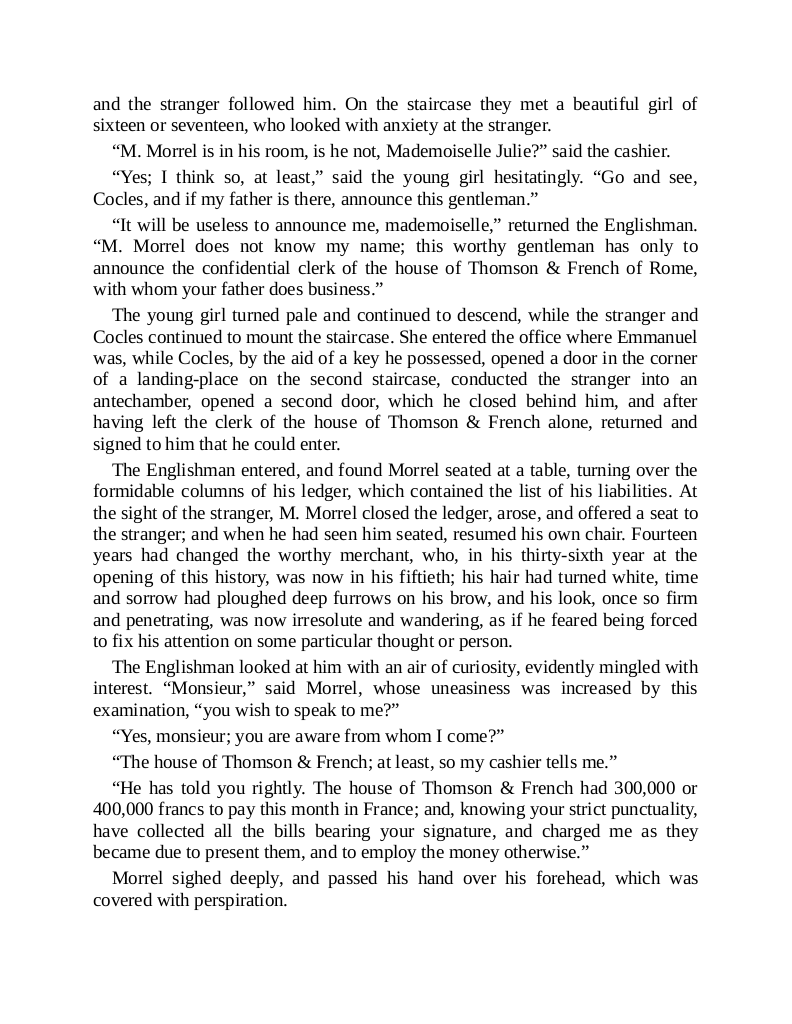 and the stranger followed him. On the staircase they met a beautiful girl of
sixteen or seventeen, who looked with anxiety at the stranger.
“M. Morrel is in his room, is he not, Mademoiselle Julie?” said the cashier.
“Yes; I think so, at least,” said the young girl hesitatingly. “Go and see,
Cocles, and if my father is there, announce this gentleman.”
“It will be useless to announce me, mademoiselle,” returned the Englishman.
“M. Morrel does not know my name; this worthy gentleman has only to
announce the confidential clerk of the house of Thomson & French of Rome,
with whom your father does business.”
The young girl turned pale and continued to descend, while the stranger and
Cocles continued to mount the staircase. She entered the office where Emmanuel
was, while Cocles, by the aid of a key he possessed, opened a door in the corner
of a landing-place on the second staircase, conducted the stranger into an
antechamber, opened a second door, which he closed behind him, and after
having left the clerk of the house of Thomson & French alone, returned and
signed to him that he could enter.
The Englishman entered, and found Morrel seated at a table, turning over the
formidable columns of his ledger, which contained the list of his liabilities. At
the sight of the stranger, M. Morrel closed the ledger, arose, and offered a seat to
the stranger; and when he had seen him seated, resumed his own chair. Fourteen
years had changed the worthy merchant, who, in his thirty-sixth year at the
opening of this history, was now in his fiftieth; his hair had turned white, time
and sorrow had ploughed deep furrows on his brow, and his look, once so firm
and penetrating, was now irresolute and wandering, as if he feared being forced
to fix his attention on some particular thought or person.
The Englishman looked at him with an air of curiosity, evidently mingled with
interest. “Monsieur,” said Morrel, whose uneasiness was increased by this
examination, “you wish to speak to me?”
“Yes, monsieur; you are aware from whom I come?”
“The house of Thomson & French; at least, so my cashier tells me.”
“He has told you rightly. The house of Thomson & French had 300,000 or
400,000 francs to pay this month in France; and, knowing your strict punctuality,
have collected all the bills bearing your signature, and charged me as they
became due to present them, and to employ the money otherwise.”
Morrel sighed deeply, and passed his hand over his forehead, which was
covered with perspiration.